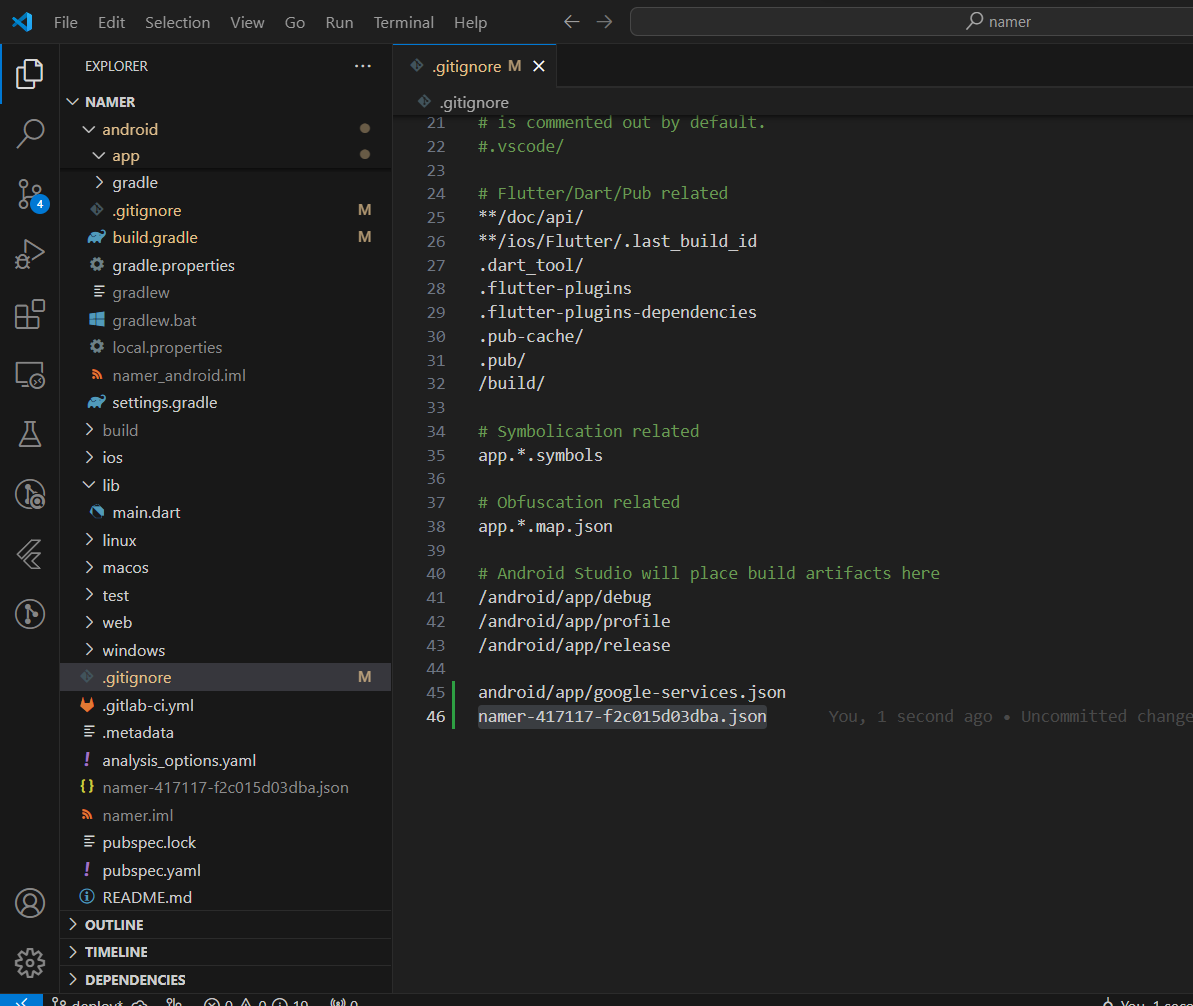 File Edit Selection View Go Run Terminal Help namer
EXPLORER ···
NAMER
android
app
gradle
.gitignore M
build.gradle M
gradle.properties
gradlew
gradlew.bat
local.properties
namer_android.iml
settings.gradle
build
ios
lib
main.dart
linux
macos
test
web
windows
.gitignore M
.gitlab-ci.yml
.metadata
analysis_options.yaml
namer-417117-f2c015d03dba.json
namer.iml
pubspec.lock
pubspec.yaml
README.md
OUTLINE
TIMELINE
DEPENDENCIES
4
.gitignore M
.gitignore
21 # is commented out by default.
22 #.vscode/
23
24 # Flutter/Dart/Pub related
25 **/doc/api/
26 **/ios/Flutter/.last_build_id
27 .dart_tool/
28 .flutter-plugins
29 .flutter-plugins-dependencies
30 .pub-cache/
31 .pub/
32 /build/
33
34 # Symbolication related
35 app.*.symbols
36
37 # Obfuscation related
38 app.*.map.json
39
40 # Android Studio will place build artifacts here
41 /android/app/debug
42 /android/app/profile
43 /android/app/release
44
45 android/app/google-services.json
46 namer-417117-f2c015d03dba.json You, 1 second ago • Uncommitted change
deploy* 0 0 19 0 You, 1 seco